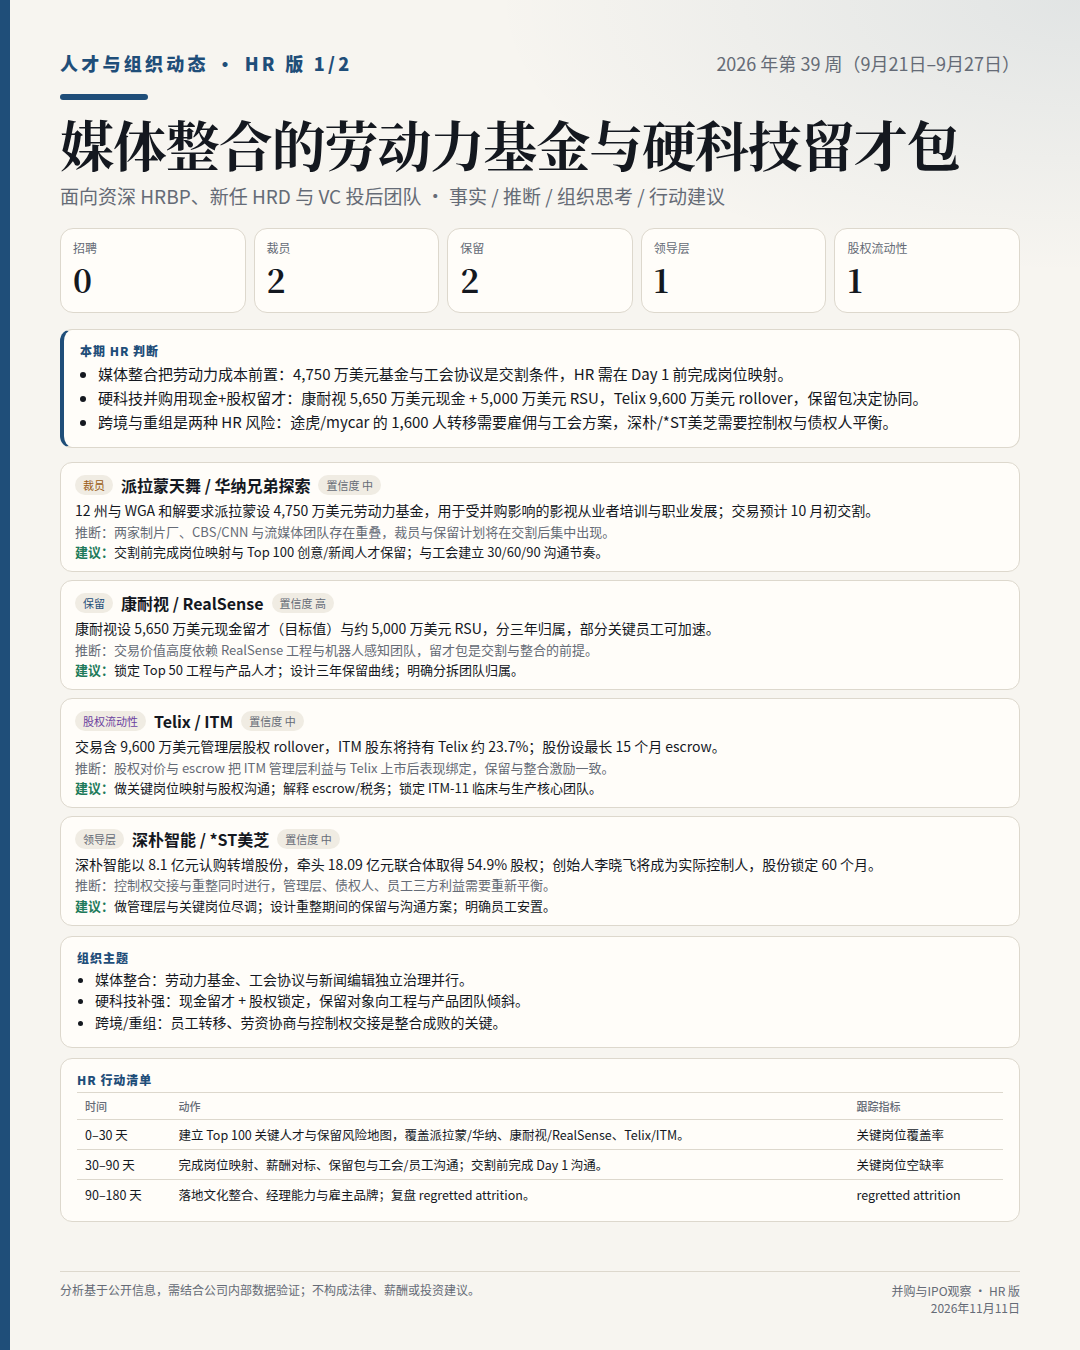 人才与组织动态 · HR 版 1/2
2026 年第 39 周（9月21日–9月27日）
媒体整合的劳动力基金与硬科技留才包
面向资深 HRBP、新任 HRD 与 VC 投后团队 · 事实 / 推断 / 组织思考 / 行动建议
招聘
0
裁员
2
保留
2
领导层
1
股权流动性
1
本期 HR 判断
• 媒体整合把劳动力成本前置：4,750 万美元基金与工会协议是交割条件，HR 需在 Day 1 前完成岗位映射。
• 硬科技并购用现金+股权留才：康耐视 5,650 万美元现金 + 5,000 万美元 RSU，Telix 9,600 万美元 rollover，保留包决定协同。
• 跨境与重组是两种 HR 风险：途虎/mycar 的 1,600 人转移需要雇佣与工会方案，深朴/*ST美芝需要控制权与债权人平衡。
裁员 派拉蒙天舞 / 华纳兄弟探索 置信度 中
12 州与 WGA 和解要求派拉蒙设 4,750 万美元劳动力基金，用于受并购影响的影视从业者培训与职业发展；交易预计 10 月初交割。
推断：两家制片厂、CBS/CNN 与流媒体团队存在重叠，裁员与保留计划将在交割后集中出现。
建议：交割前完成岗位映射与 Top 100 创意/新闻人才保留；与工会建立 30/60/90 沟通节奏。
保留 康耐视 / RealSense 置信度 高
康耐视设 5,650 万美元现金留才（目标值）与约 5,000 万美元 RSU，分三年归属，部分关键员工可加速。
推断：交易价值高度依赖 RealSense 工程与机器人感知团队，留才包是交割与整合的前提。
建议：锁定 Top 50 工程与产品人才；设计三年保留曲线；明确分拆团队归属。
股权流动性 Telix / ITM 置信度 中
交易含 9,600 万美元管理层股权 rollover，ITM 股东将持有 Telix 约 23.7%；股份设最长 15 个月 escrow。
推断：股权对价与 escrow 把 ITM 管理层利益与 Telix 上市后表现绑定，保留与整合激励一致。
建议：做关键岗位映射与股权沟通；解释 escrow/税务；锁定 ITM-11 临床与生产核心团队。
领导层 深朴智能 / *ST美芝 置信度 中
深朴智能以 8.1 亿元认购转增股份，牵头 18.09 亿元联合体取得 54.9% 股权；创始人李晓飞将成为实际控制人，股份锁定 60 个月。
推断：控制权交接与重整同时进行，管理层、债权人、员工三方利益需要重新平衡。
建议：做管理层与关键岗位尽调；设计重整期间的保留与沟通方案；明确员工安置。
组织主题
• 媒体整合：劳动力基金、工会协议与新闻编辑独立治理并行。
• 硬科技补强：现金留才 + 股权锁定，保留对象向工程与产品团队倾斜。
• 跨境/重组：员工转移、劳资协商与控制权交接是整合成败的关键。
HR 行动清单
时间 动作 跟踪指标
0–30 天 建立 Top 100 关键人才与保留风险地图，覆盖派拉蒙/华纳、康耐视/RealSense、Telix/ITM。 关键岗位覆盖率
30–90 天 完成岗位映射、薪酬对标、保留包与工会/员工沟通；交割前完成 Day 1 沟通。 关键岗位空缺率
90–180 天 落地文化整合、经理能力与雇主品牌；复盘 regretted attrition。 regretted attrition
分析基于公开信息，需结合公司内部数据验证；不构成法律、薪酬或投资建议。
并购与IPO观察 · HR 版
2026年11月11日